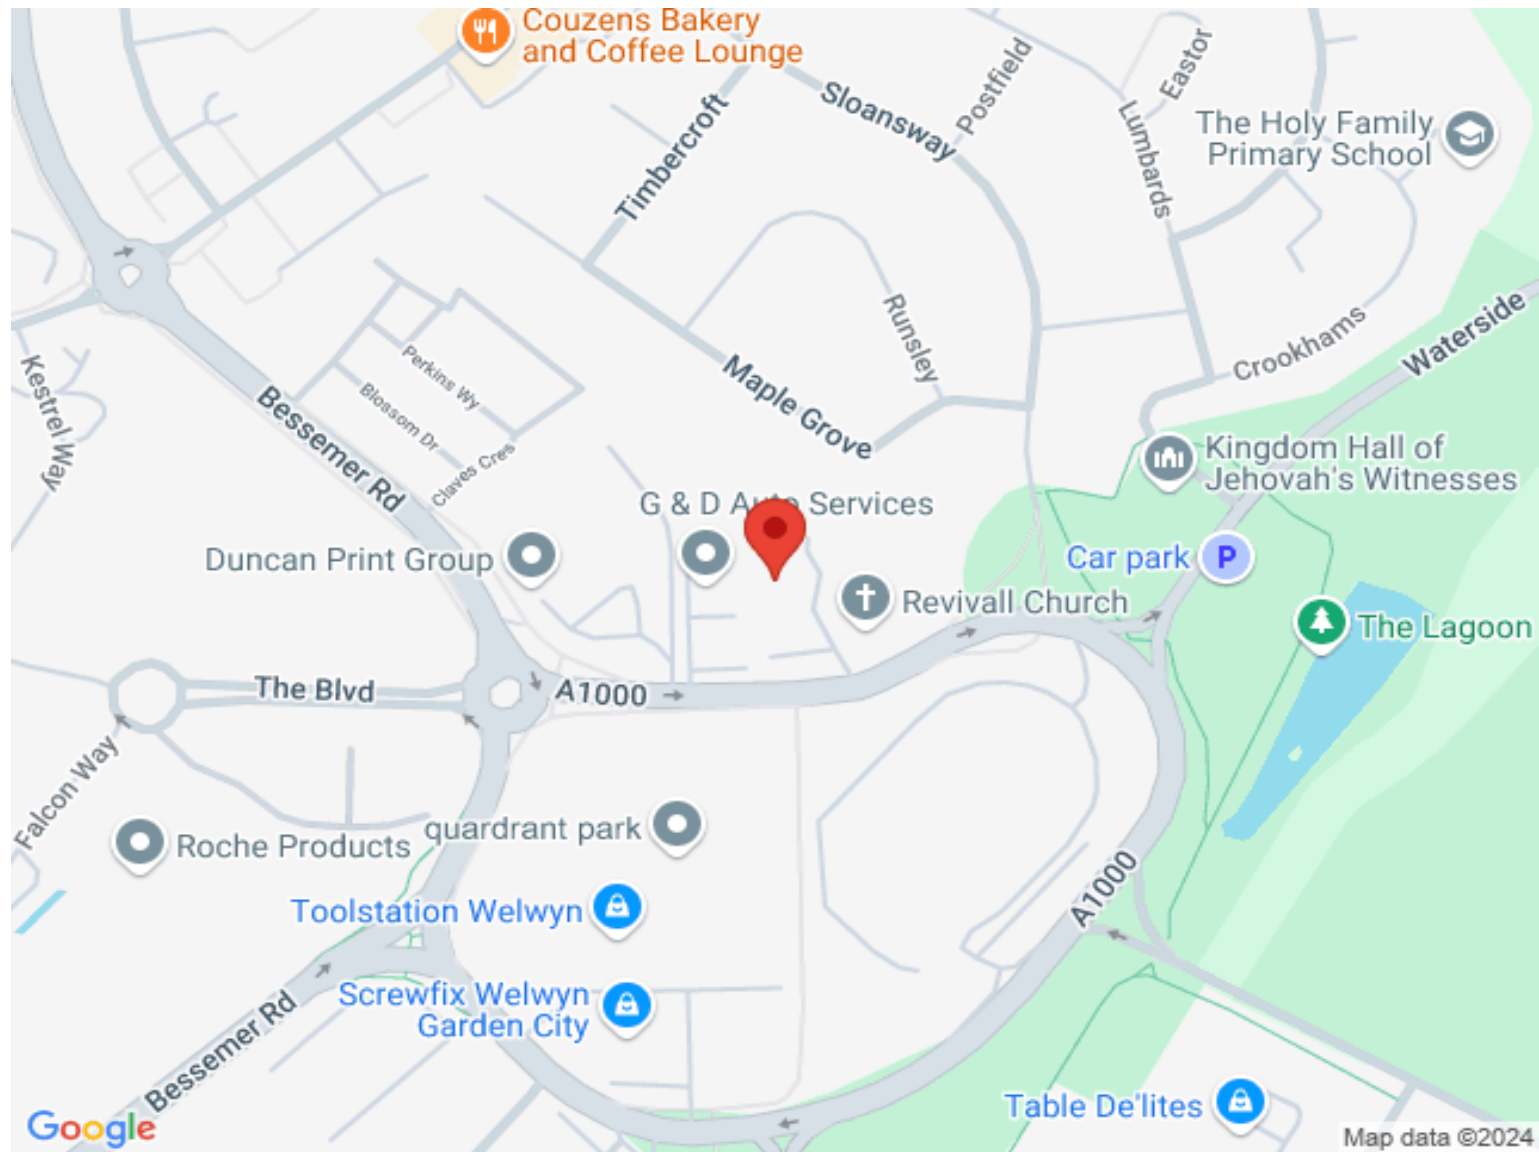 Couzens Bakery
and Coffee Lounge
Postfield
Eastor
Sloansway
Timbercroft
Lumbards
The Holy Family
Primary School
Runsley
Waterside
Crookhams
Kestrel Way
Perkins Wy
Blossom Dr
Bessemer Rd
Maple Grove
Claves Cres
Kingdom Hall of
Jehovah's Witnesses
G & D Auto Services
Duncan Print Group
Car park
P
Revivall Church
The Lagoon
The Blvd
A1000
Falcon Way
Roche Products
quardrant park
A1000
Toolstation Welwyn
Screwfix Welwyn
Garden City
Bessemer Rd
Table De'lites
Google
Map data ©2024